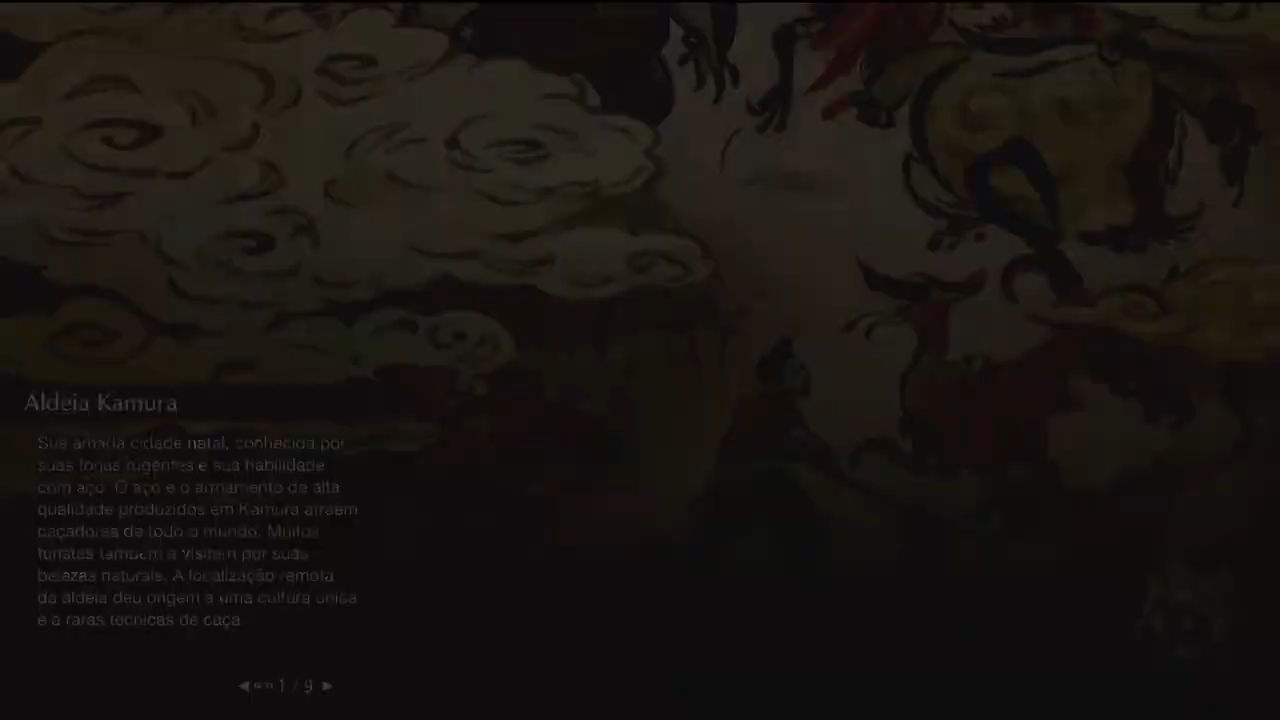 Aldeia Kamura
Sua amada cidade natal, conhecida por
suas forjas rugentes e sua habilidade
com aço. O aço e o armamento de alta
qualidade produzidos em Kamura atraem
caçadores de todo o mundo. Muitos
turistas também a visitam por suas
belezas naturais. A localização remota
da aldeia deu origem a uma cultura única
e a raras técnicas de caça.
1 / 9